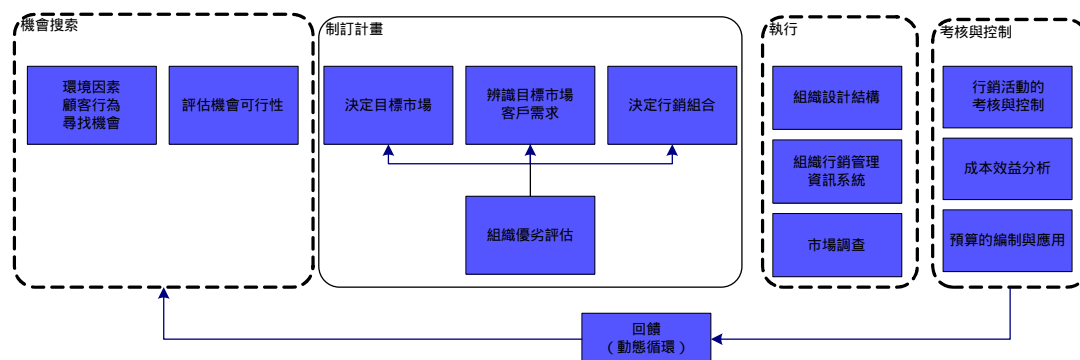 機會搜索
環境因素
顧客行為
尋找機會
評估機會可行性
制訂計畫
決定目標市場
辨識目標市場
客戶需求
決定行銷組合
組織優劣評估
執行
組織設計結構
組織行銷管理
資訊系統
市場調查
考核與控制
行銷活動的
考核與控制
成本效益分析
預算的編制與應用
回饋
（動態循環）